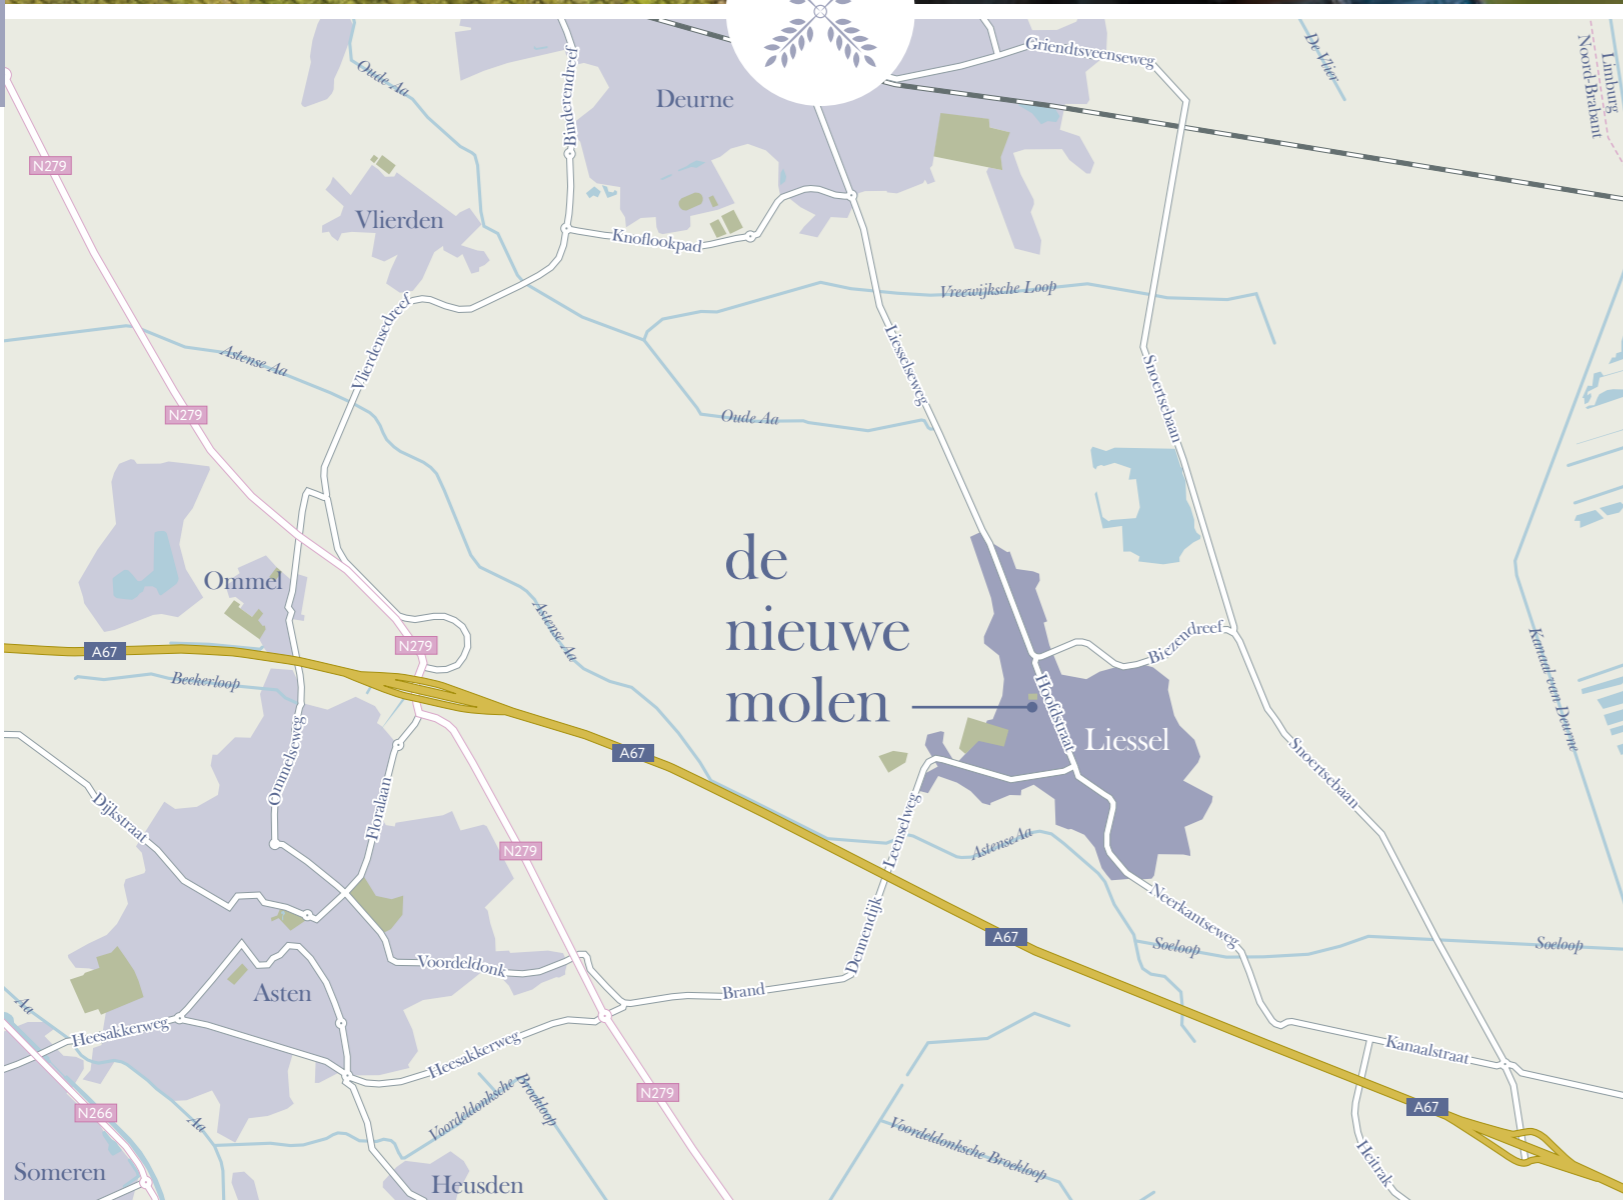 Griendtsveenseweg
De Vlier
Limburg
Noord-Brabant
Oude Aa
Binderendreef
Deurne
N279
Vlierden
Knoflookpad
Vreewijksche Loop
Vlierdensedreef
Astense Aa
Liesselseweg
Snoertsebaan
N279
Oude Aa
de
nieuwe
molen
Ommel
Astense Aa
Biezendreef
Kanaal van Deurne
A67
N279
Beekerloop
Hoofdstraat
Liessel
Ommelseweg
A67
Snoertsebaan
Dijkstraat
Floralaan
Leenselweg
Astense Aa
N279
Neerkantseweg
Dennendijk
A67
Soeloop
Soeloop
Voordeldonk
Asten
Brand
Aa
Heesakkerweg
Heesakkerweg
Kanaalstraat
N266
Aa
Voordeldonksche Broekloop
N279
A67
Voordeldonksche Broekloop
Heitrak
Someren
Heusden